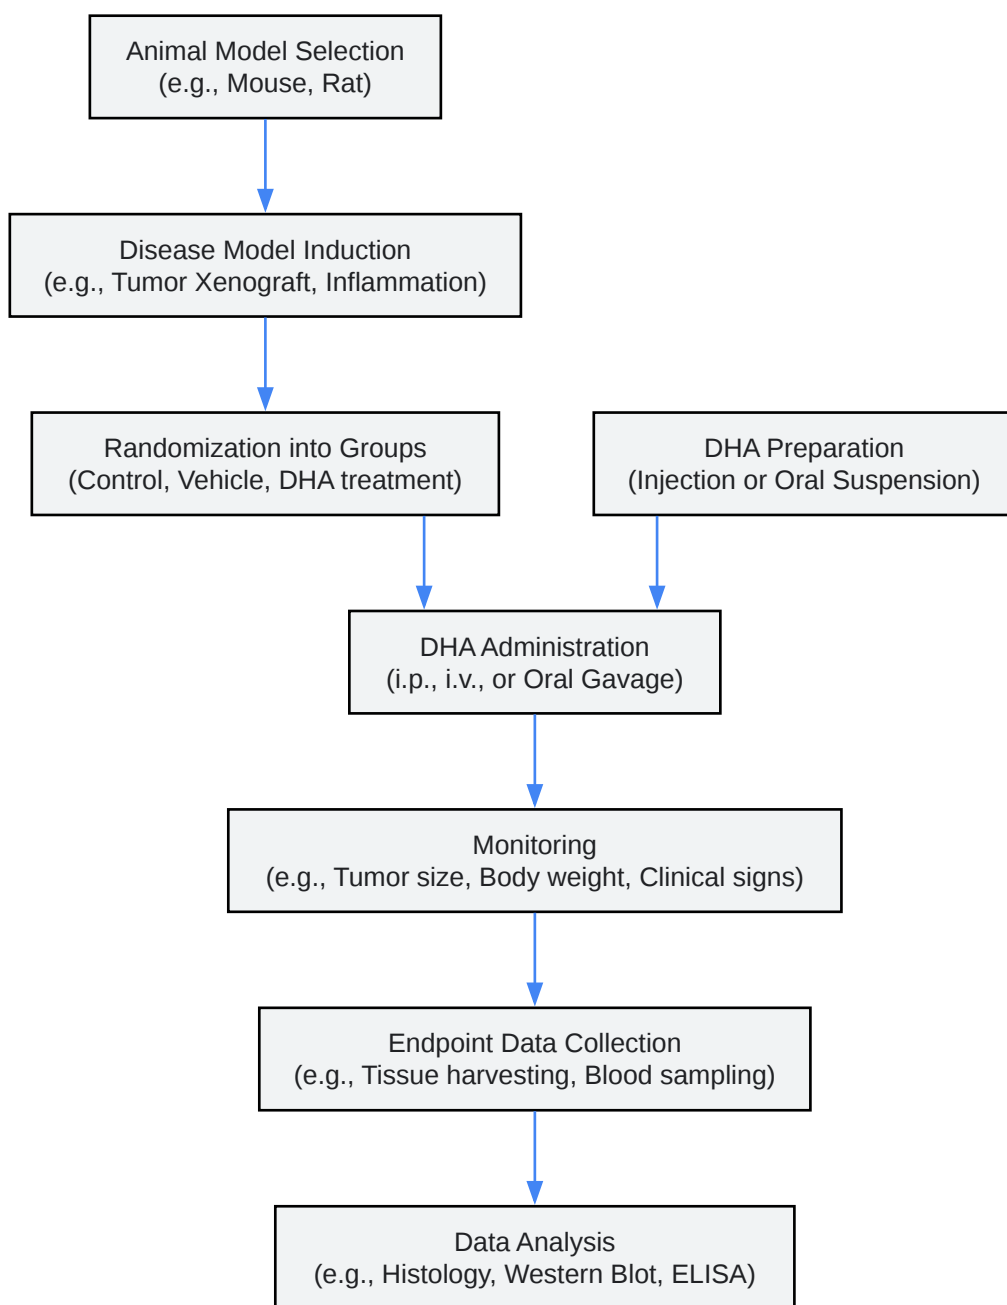 Animal Model Selection
(e.g., Mouse, Rat)
Disease Model Induction
(e.g., Tumor Xenograft, Inflammation)
Randomization into Groups
(Control, Vehicle, DHA treatment)
DHA Preparation
(Injection or Oral Suspension)
DHA Administration
(i.p., i.v., or Oral Gavage)
Monitoring
(e.g., Tumor size, Body weight, Clinical signs)
Endpoint Data Collection
(e.g., Tissue harvesting, Blood sampling)
Data Analysis
(e.g., Histology, Western Blot, ELISA)